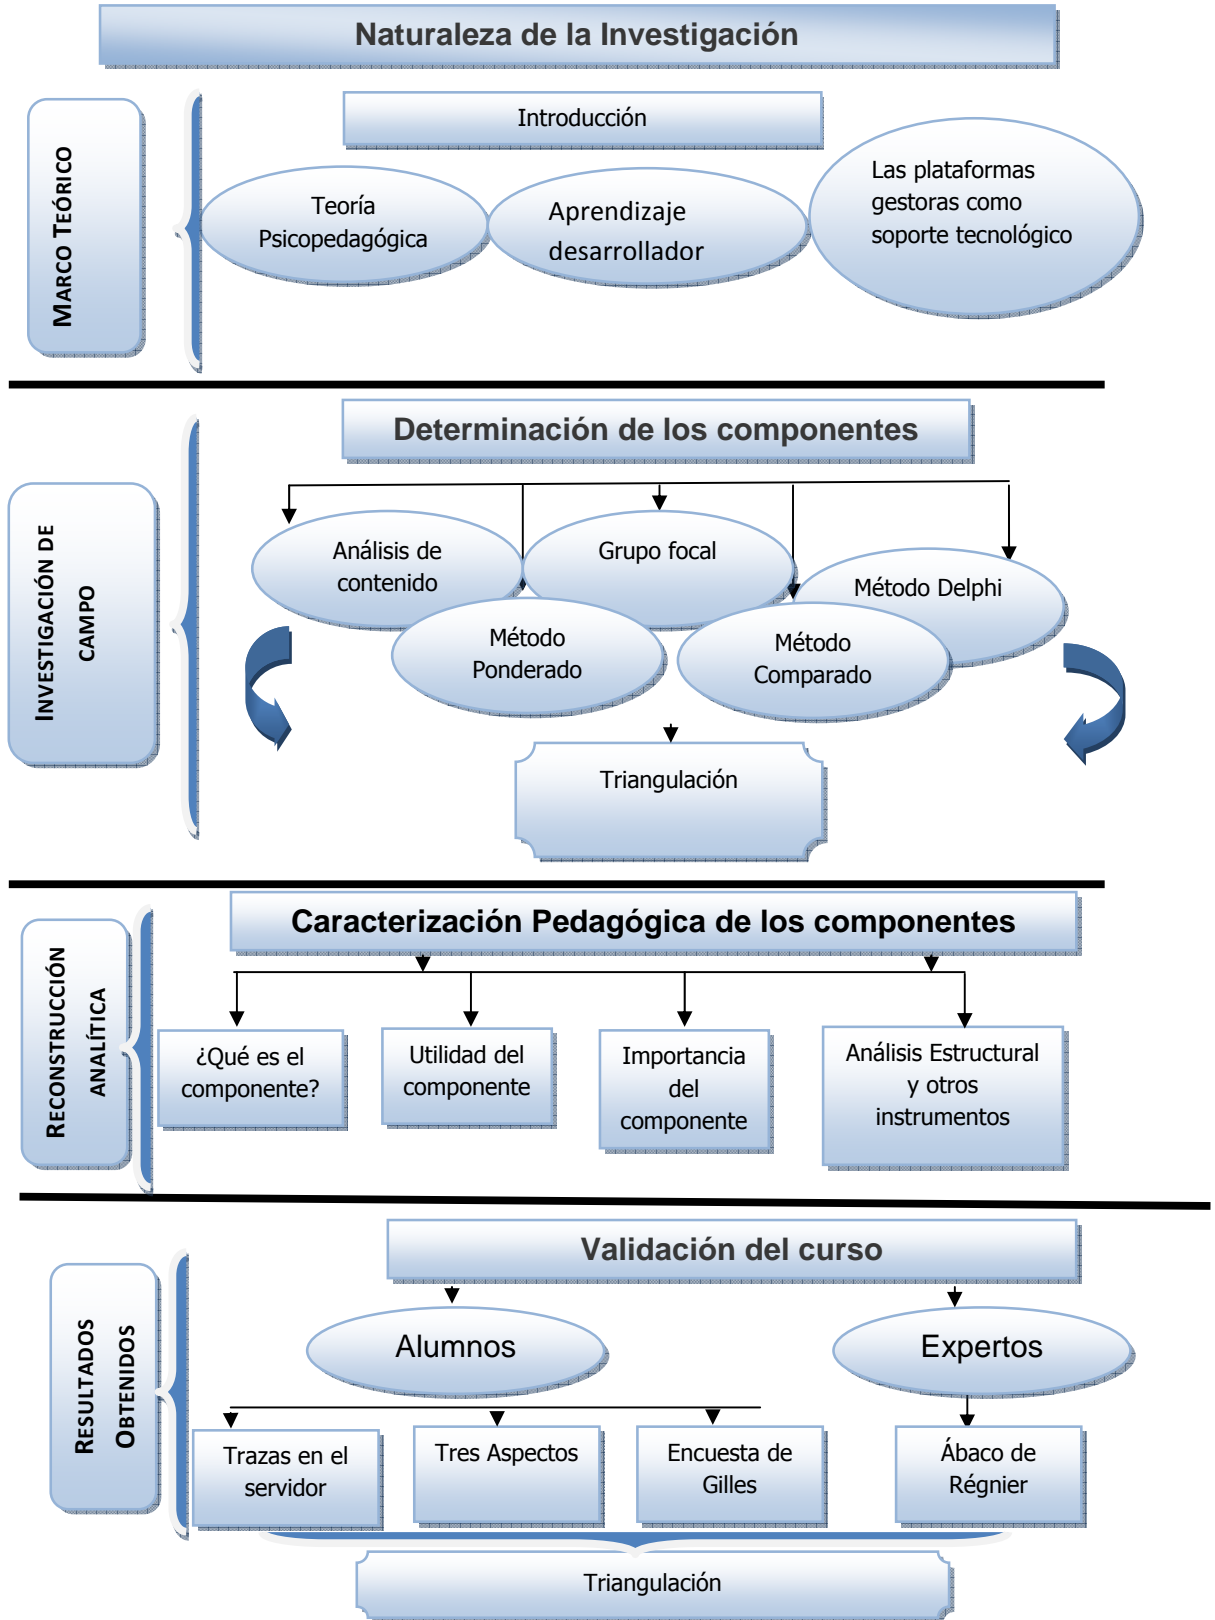 Naturaleza de la Investigación
MARCO TEÓRICO
Introducción
Teoría
Psicopedagógica
Aprendizaje
desarrollador
Las plataformas
gestoras como
soporte tecnológico
INVESTIGACIÓN DE
CAMPO
Determinación de los componentes
Análisis de
contenido
Grupo focal
Método Delphi
Método
Ponderado
Método
Comparado
Triangulación
RECONSTRUCCIÓN
ANALÍTICA
Caracterización Pedagógica de los componentes
¿Qué es el
componente?
Utilidad del
componente
Importancia
del
componente
Análisis Estructural
y otros
instrumentos
RESULTADOS
OBTENIDOS
Validación del curso
Alumnos
Expertos
Trazas en el
servidor
Tres Aspectos
Encuesta de
Gilles
Ábaco de
Régnier
Triangulación